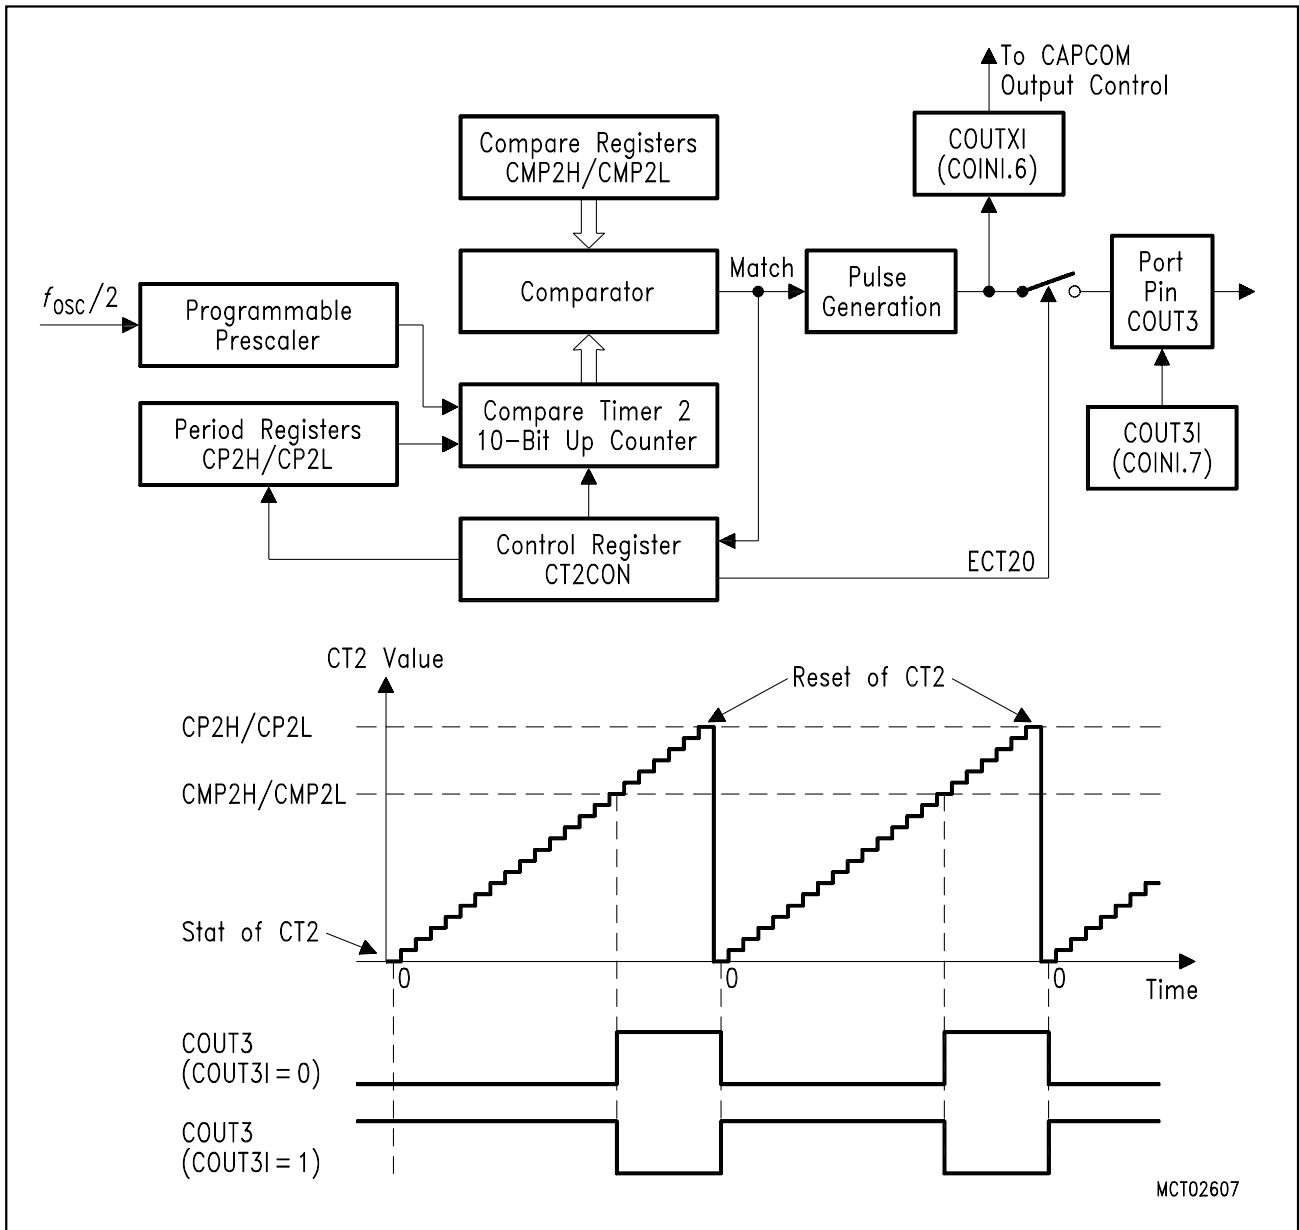 To CAPCOM
Output Control
Compare Registers
CMP2H/CMP2L
COUTXI
(COINI.6)
fOSC/2
Programmable
Prescaler
Comparator
Match
Pulse
Generation
Port
Pin
COUT3
Period Registers
CP2H/CP2L
Compare Timer 2
10-Bit Up Counter
COUT3I
(COINI.7)
Control Register
CT2CON
ECT20
CT2 Value
Reset of CT2
CP2H/CP2L
CMP2H/CMP2L
Stat of CT2
0
0
0
Time
COUT3
(COUT3I=0)
COUT3
(COUT3I=1)
MCT02607